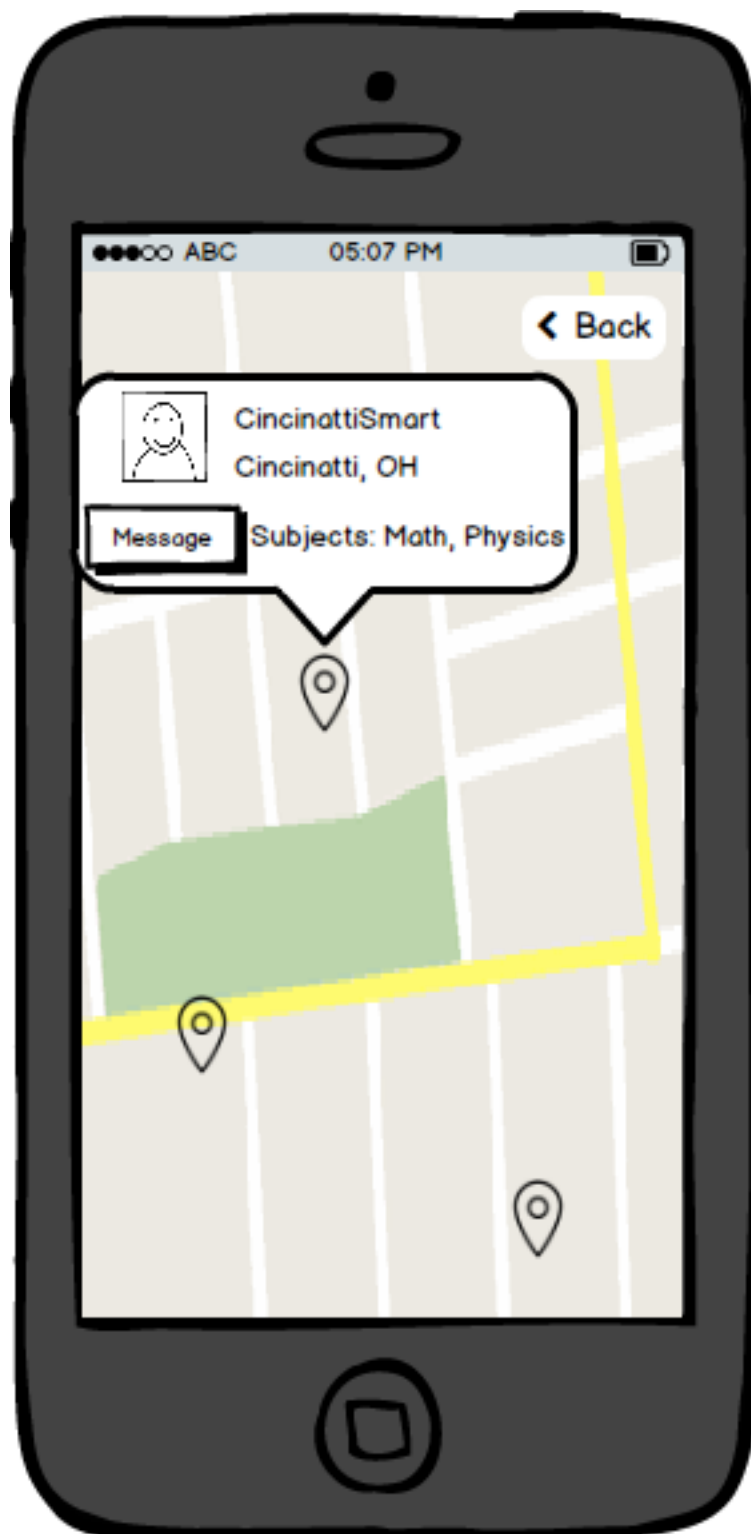 ABC 05:07 PM
Back
CincinattiSmart
Cincinatti, OH
Message Subjects: Math, Physics